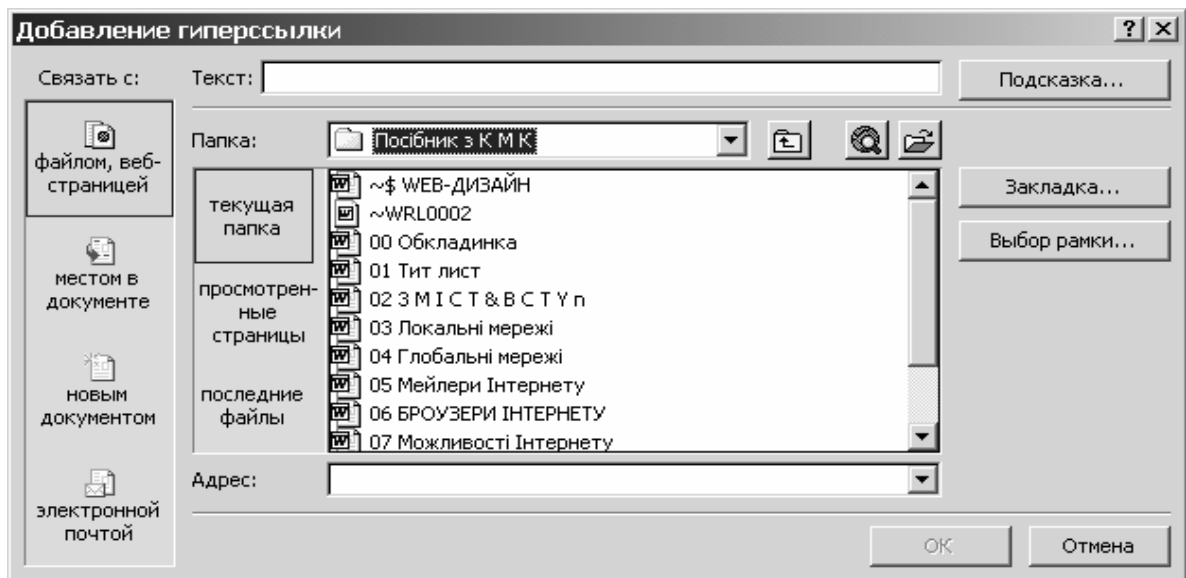 Добавление гиперссылки
Связать с:
Текст:
Подсказка...
файлом, веб-
страницей
местом в
документе
новым
документом
электронной
почтой
Папка:
Посібник з К М К
текущая
папка
просмотрен-
ные
страницы
последние
файлы
~$ WEB-ДИЗАЙН
~WRL0002
00 Обкладинка
01 Тит лист
02 З М І С Т & В С Т Y п
03 Локальні мережі
04 Глобальні мережі
05 Мейлери Інтернету
06 БРОУЗЕРИ ІНТЕРНЕТУ
07 Можливості Інтернету
Закладка...
Выбор рамки...
Адрес:
ОК
Отмена